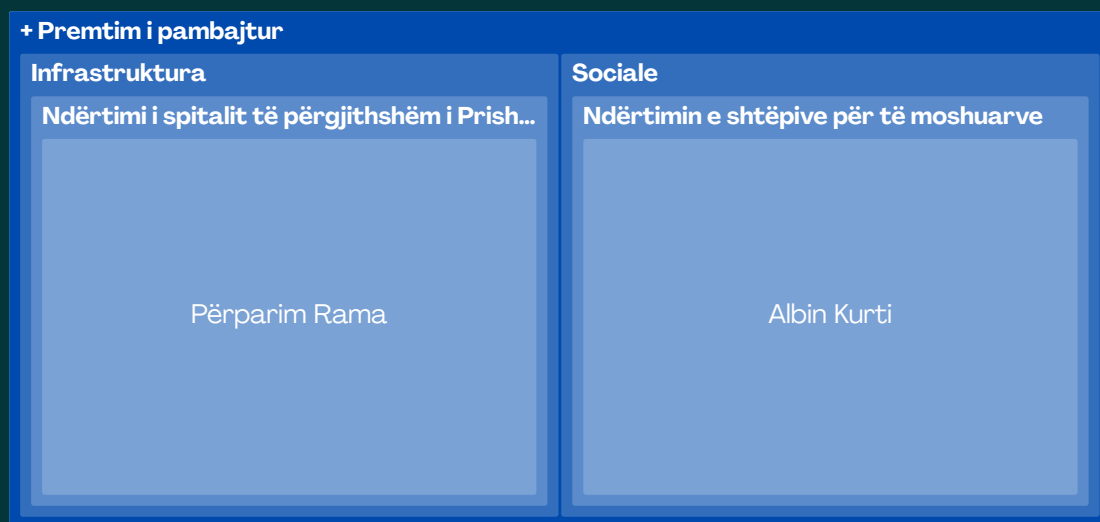 + Premtim i pambajtur
Infrastruktura
Sociale
Ndërtimi i spitalit të përgjithshëm i Prish...
Ndërtimin e shtëpive për të moshuarve
Përparim Rama
Albin Kurti